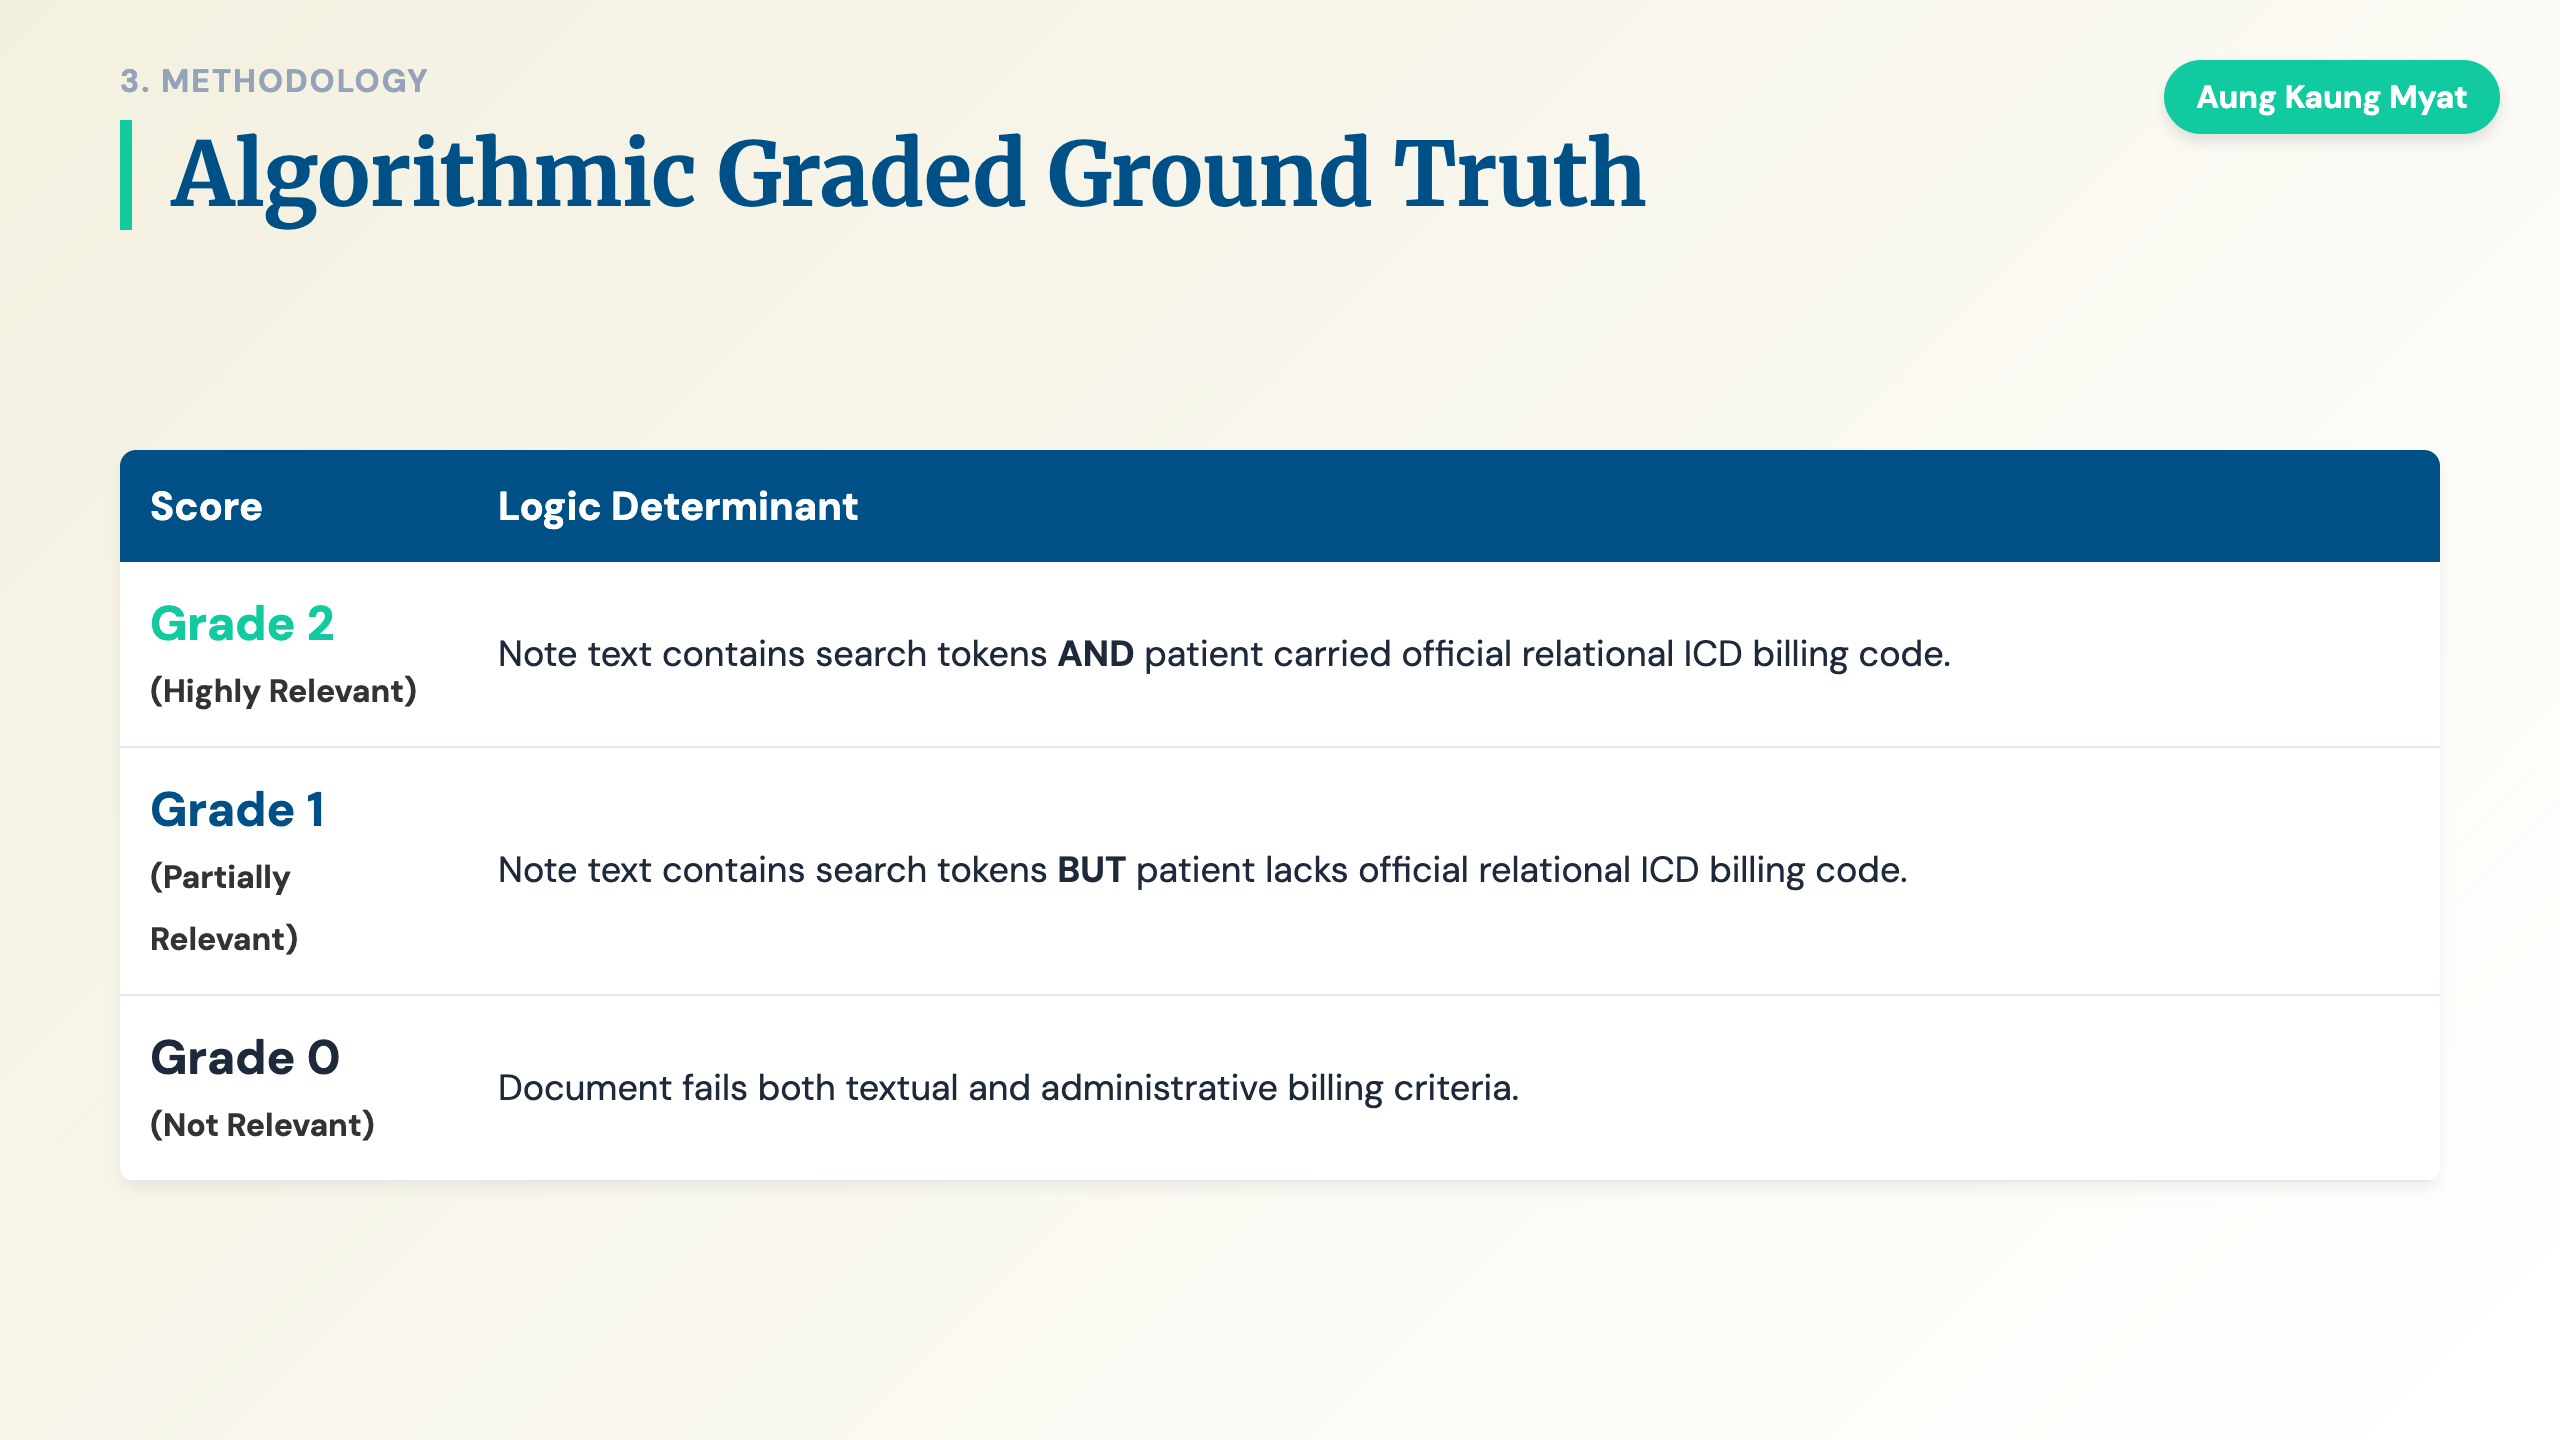 3. METHODOLOGY
Aung Kaung Myat
Algorithmic Graded Ground Truth
Score
Logic Determinant
Grade 2
(Highly Relevant)
Note text contains search tokens AND patient carried official relational ICD billing code.
Grade 1
(Partially
Relevant)
Note text contains search tokens BUT patient lacks official relational ICD billing code.
Grade 0
(Not Relevant)
Document fails both textual and administrative billing criteria.